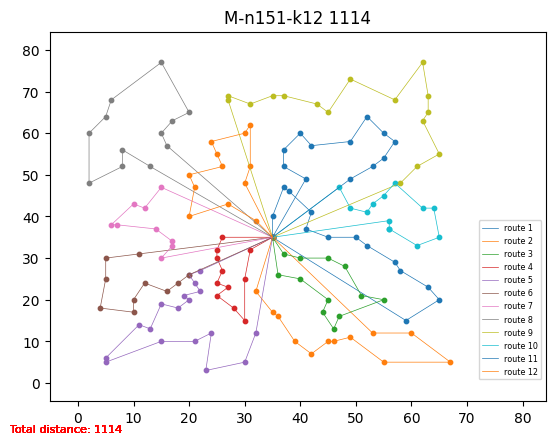 M-n151-k12 1114
80
70
60
50
40
30
20
10
0
route 1
route 2
route 3
route 4
route 5
route 6
route 7
route 8
route 9
route 10
route 11
route 12
0 10 20 30 40 50 60 70 80
Total distance: 1114